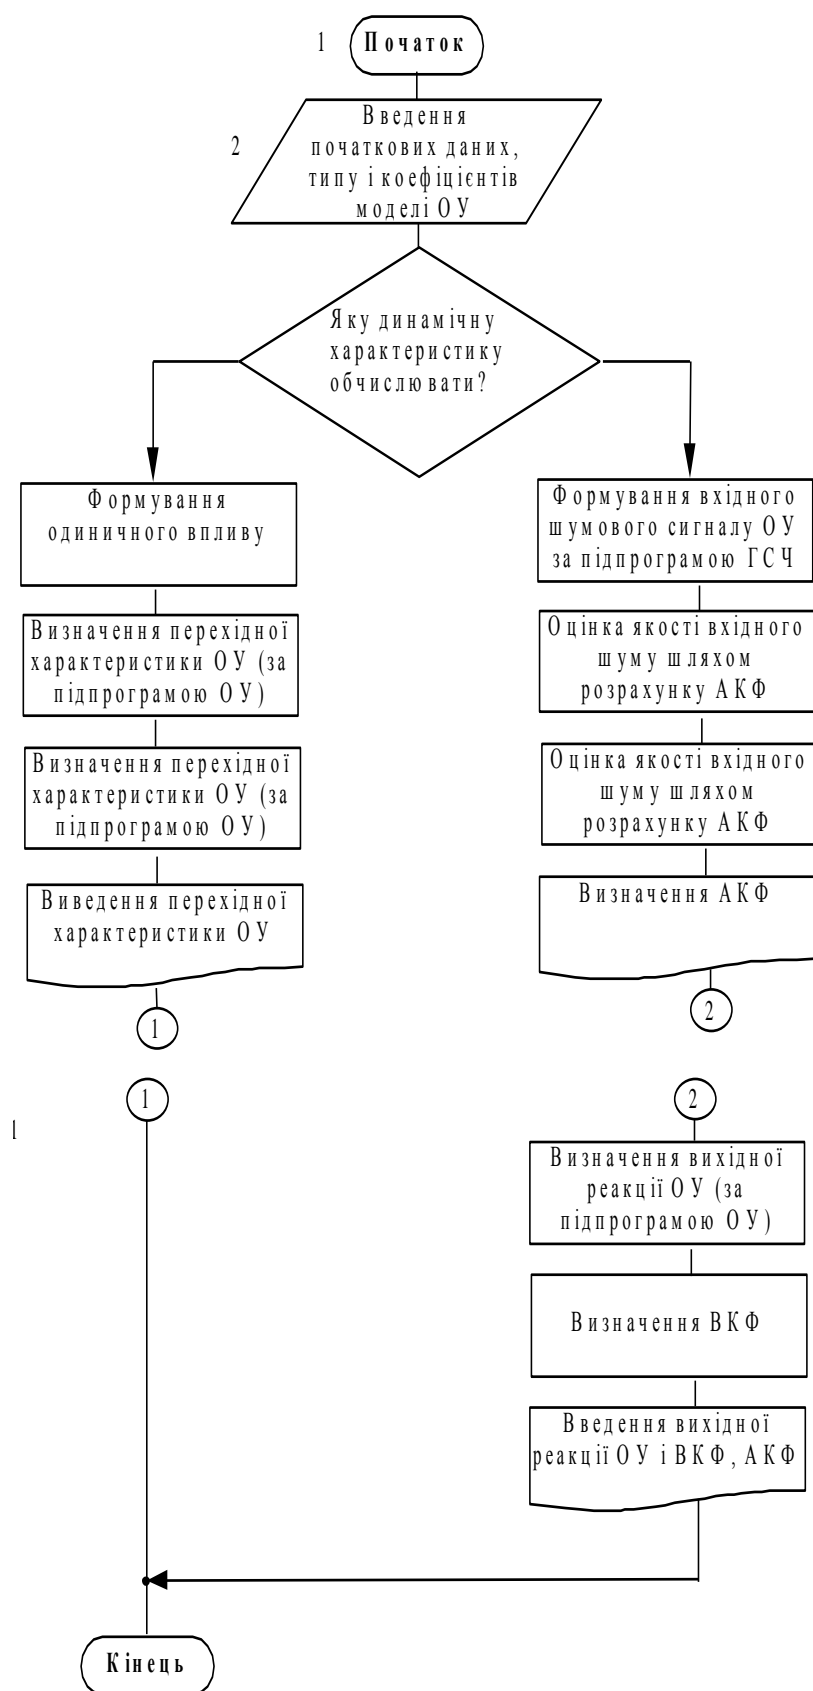 1 Початок
2
Введення
початкових даних,
типу і коефіцієнтів
моделі ОУ
Яку динамічну
характеристику
обчислювати?
Формування
одиничного впливу
Визначення перехідної
характеристики ОУ (за
підпрограмою ОУ)
Визначення перехідної
характеристики ОУ (за
підпрограмою ОУ)
Виведення перехідної
характеристики ОУ
1
Формування вхідного
шумового сигналу ОУ
за підпрограмою ГСЧ
Оцінка якості вхідного
шуму шляхом
розрахунку АКФ
Оцінка якості вхідного
шуму шляхом
розрахунку АКФ
Визначення АКФ
2
1
1
2
Визначення вихідної
реакції ОУ (за
підпрограмою ОУ)
Визначення ВКФ
Введення вихідної
реакції ОУ і ВКФ, АКФ
Кінець